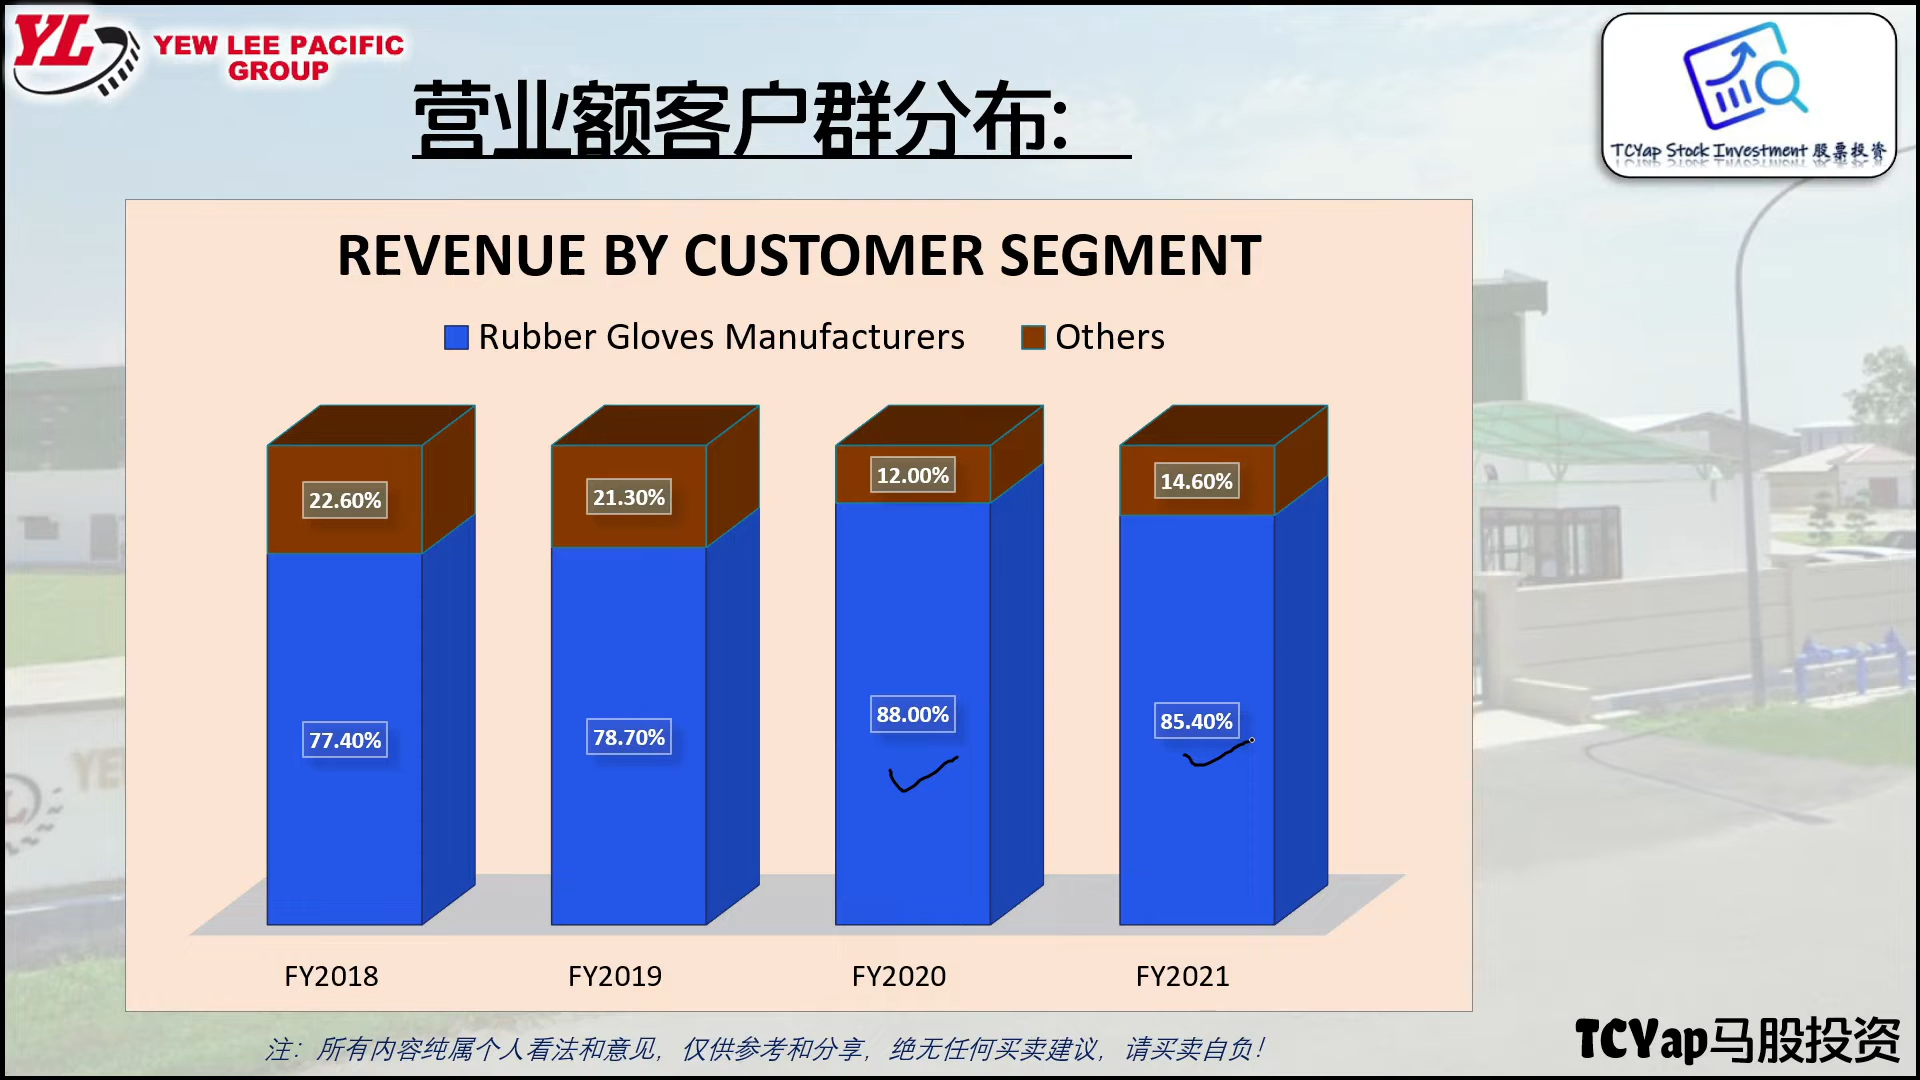 YL
YEW LEE PACIFIC
GROUP
营业额客户群分布:
TCYap Stock Investment 股票投资
REVENUE BY CUSTOMER SEGMENT
Rubber Gloves Manufacturers
Others
22.60%
21.30%
12.00%
14.60%
77.40%
78.70%
88.00%
85.40%
FY2018
FY2019
FY2020
FY2021
YE
注：所有内容纯属个人看法和意见，仅供参考和分享，绝无任何买卖建议，请买卖自负！
TCYap马股投资